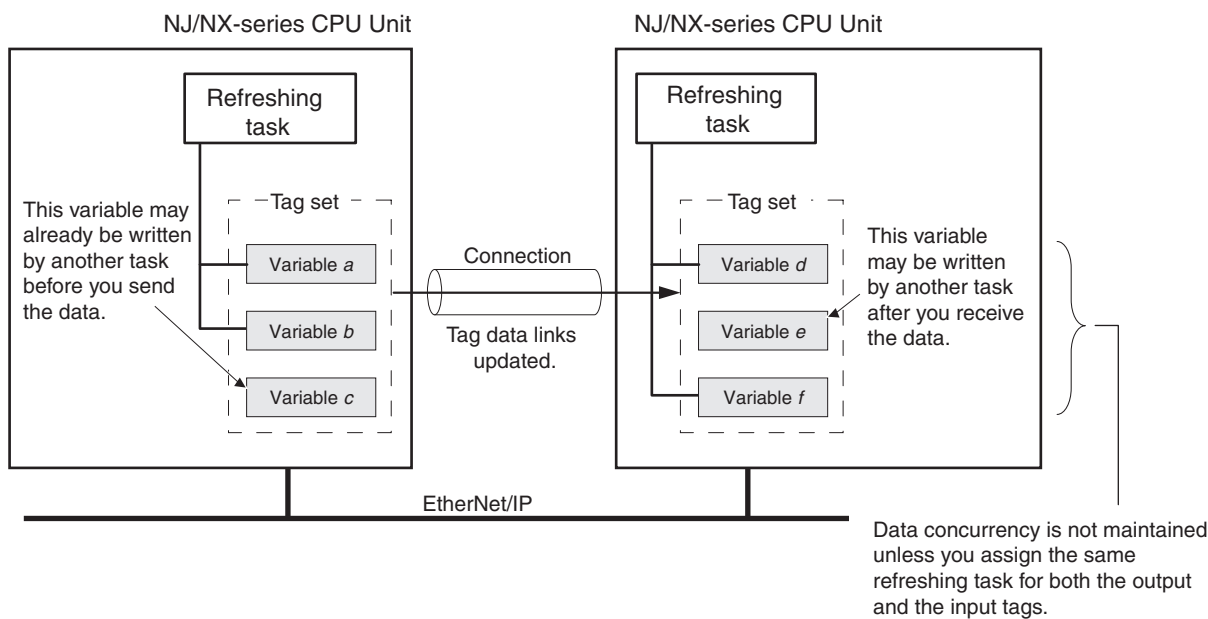 NJ/NX-series CPU Unit
NJ/NX-series CPU Unit
Refreshing
task
Refreshing
task
This variable may
already be written
by another task
before you send
the data.
Tag set
Variable a
Variable b
Variable c
Connection
Tag data links
updated.
Tag set
Variable d
Variable e
Variable f
This variable
may be written
by another task
after you receive
the data.
EtherNet/IP
Data concurrency is not maintained
unless you assign the same
refreshing task for both the output
and the input tags.